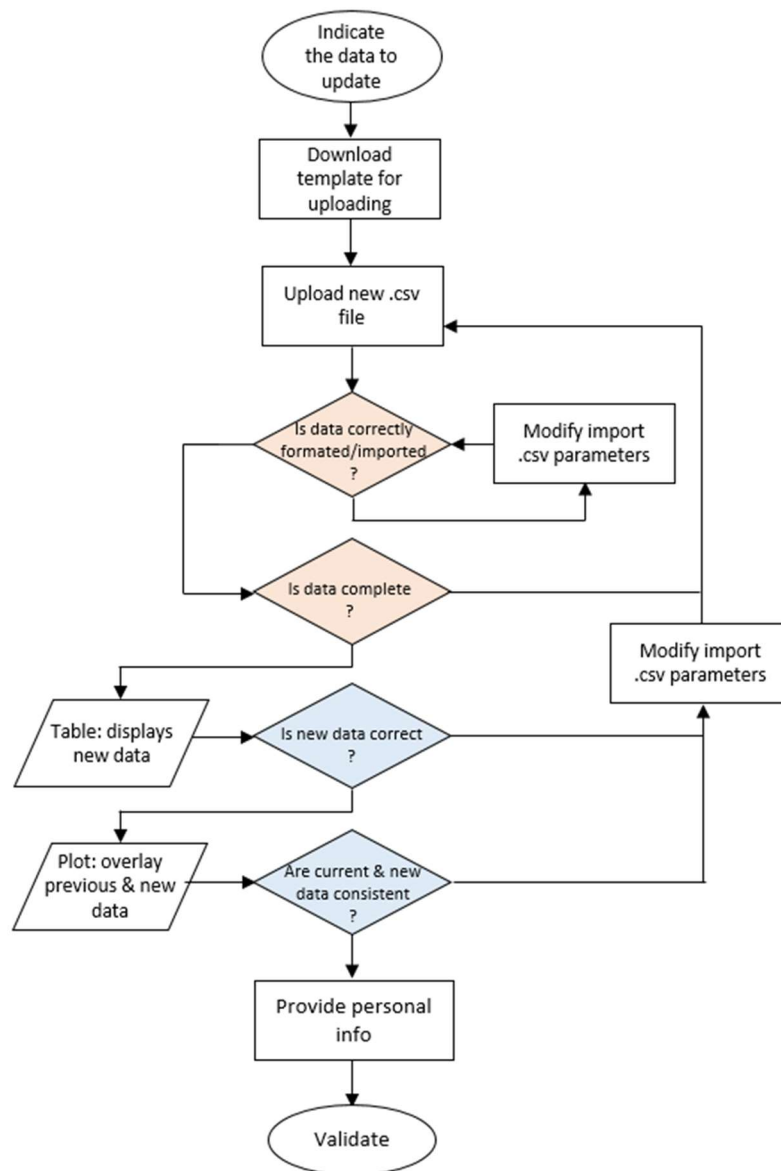 Indicate
the data to
update
Download
template for
uploading
Upload new .csv
file
Is data correctly
formated/imported
?
Modify import
.csv parameters
Is data complete
?
Modify import
.csv parameters
Table: displays
new data
Is new data correct
?
Plot: overlay
previous & new
data
Are current & new
data consistent
?
Provide personal
info
Validate